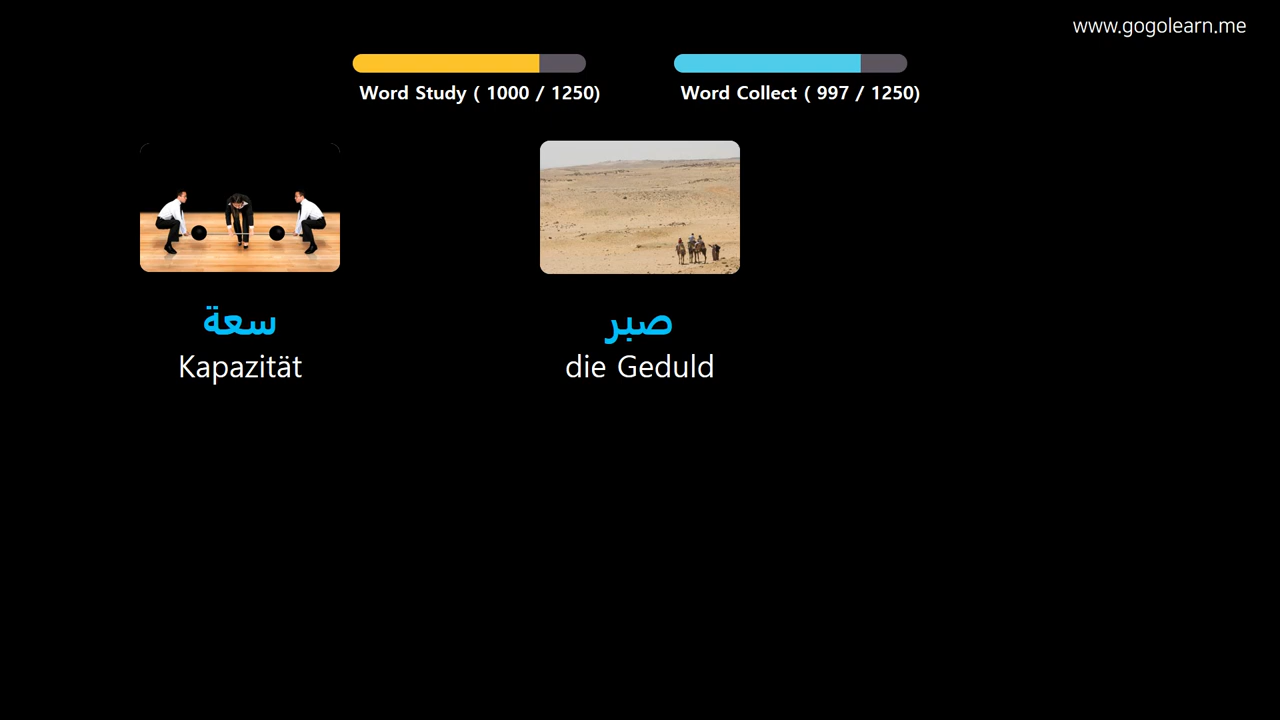 www.gogolearn.me
Word Study ( 1000 / 1250)
Word Collect ( 997 / 1250)
سعة
Kapazität
صبر
die Geduld